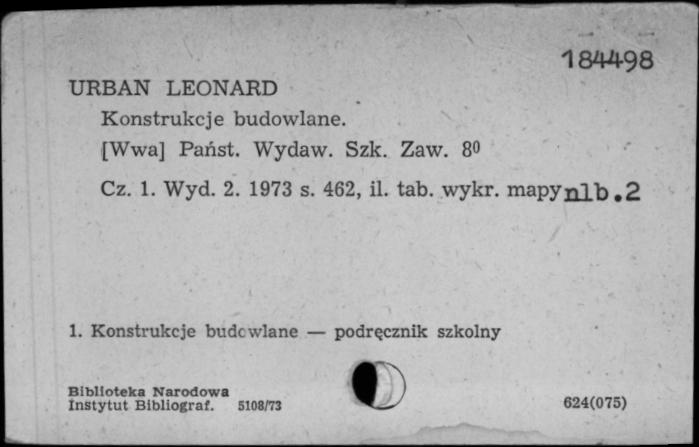 184498
URBAN LEONARD
Konstrukcje budowlane.
[Wwa] Państ. Wydaw. Szk. Zaw. 8⁰
Cz. 1. Wyd. 2. 1973 s. 462, il. tab. wykr. mapy nlb.2
1. Konstrukcje budowlane — podręcznik szkolny
Biblioteka Narodowa
Instytut Bibliograf. 5108/73
624(075)